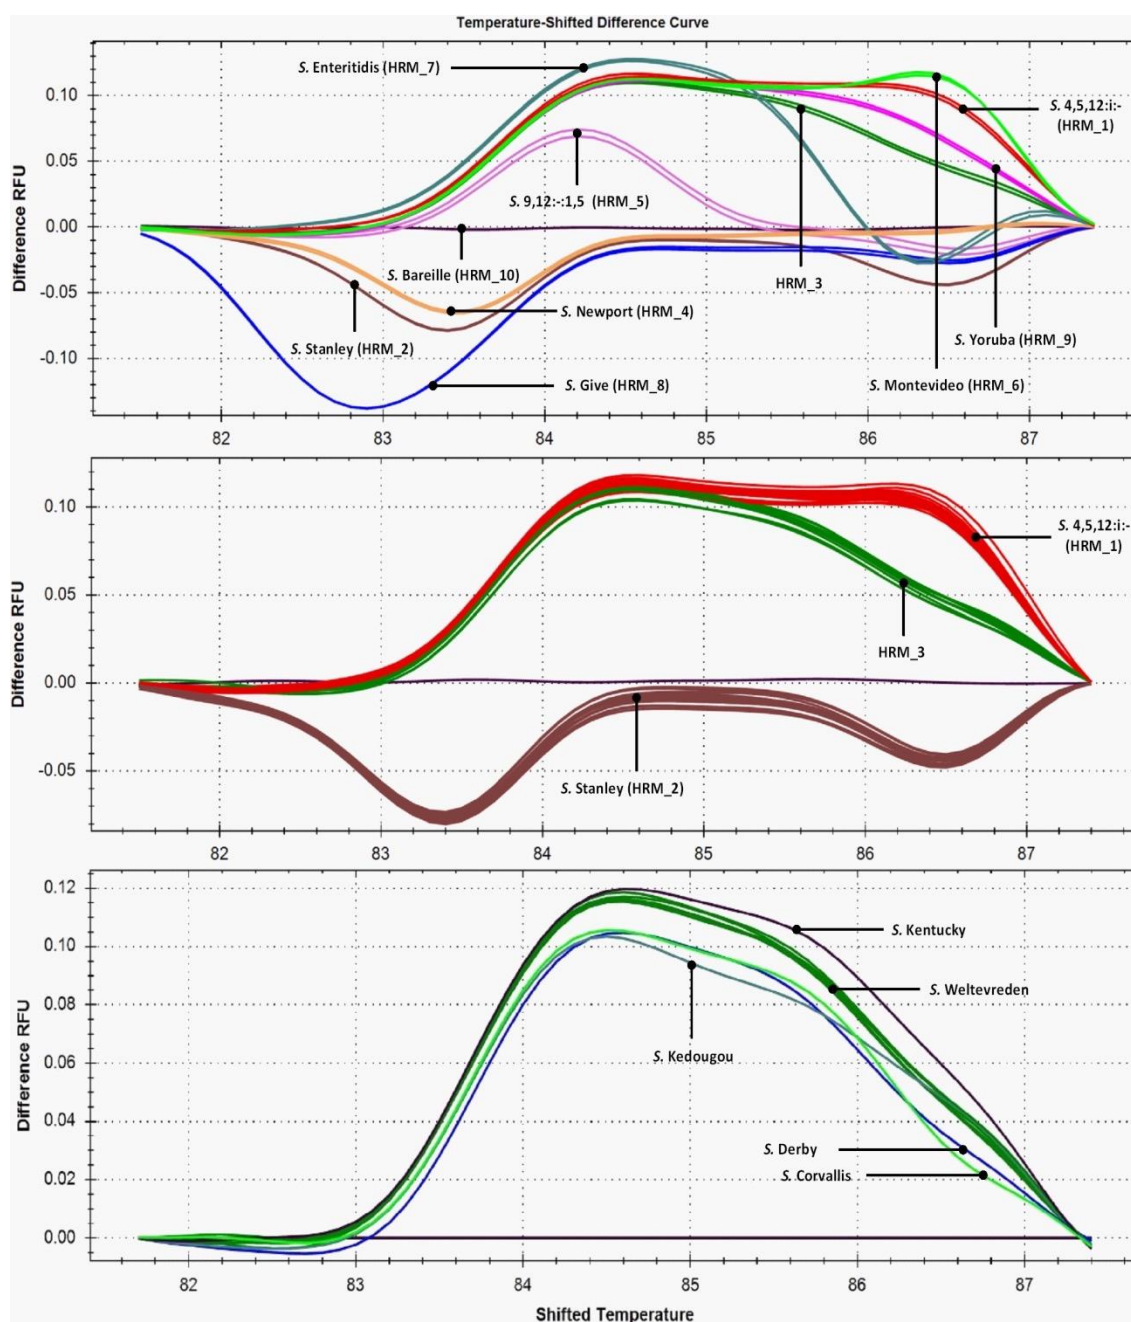 Temperature-Shifted Difference Curve
Difference RFU
0.10
0.05
0.00
-0.05
-0.10
S. Enteritidis (HRM_7)
S. 4,5,12:i:-
(HRM_1)
S. 9,12:-:1,5 (HRM_5)
S. Bareille (HRM_10)
HRM_3
S. Newport (HRM_4)
S. Stanley (HRM_2)
S. Yoruba (HRM_9)
S. Give (HRM_8)
S. Montevideo (HRM_6)
82
83
84
85
86
87
Difference RFU
0.10
0.05
0.00
-0.05
S. 4,5,12:i:-
(HRM_1)
HRM_3
S. Stanley (HRM_2)
82
83
84
85
86
87
Difference RFU
0.12
0.10
0.08
0.06
0.04
0.02
0.00
S. Kentucky
S. Weltevreden
S. Kedougou
S. Derby
S. Corvallis
82
83
84
85
86
87
Shifted Temperature